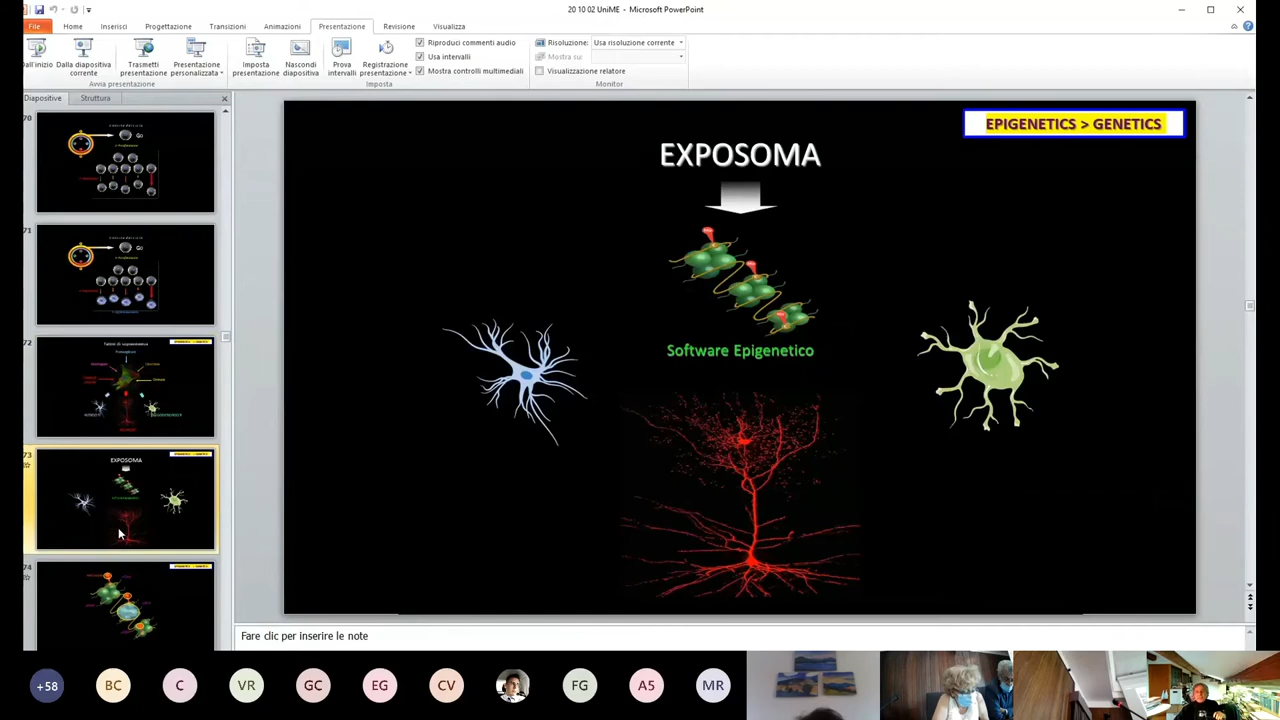 20 10 02 UniME - Microsoft PowerPoint
File Home Inserisci Progettazione Transizioni Animazioni Presentazione Revisione Visualizza
Dall'inizio
Dalla diapositiva corrente
Trasmetti presentazione
Presentazione personalizzata
Avvia presentazione
Imposta presentazione
Nascondi diapositiva
Prova intervalli
Registrazione presentazione
Riproduci commenti audio
Usa intervalli
Mostra controlli multimediali
Imposta
Risoluzione: Usa risoluzione corrente
Mostra su:
Visualizzazione relatore
Monitor
Diapositive Struttura
70
71
72
73
EXPOSOMA
74
EPIGENETICS > GENETICS
EXPOSOMA
Software Epigenetico
Fare clic per inserire le note
+58 BC C VR GC EG CV FG A5 MR